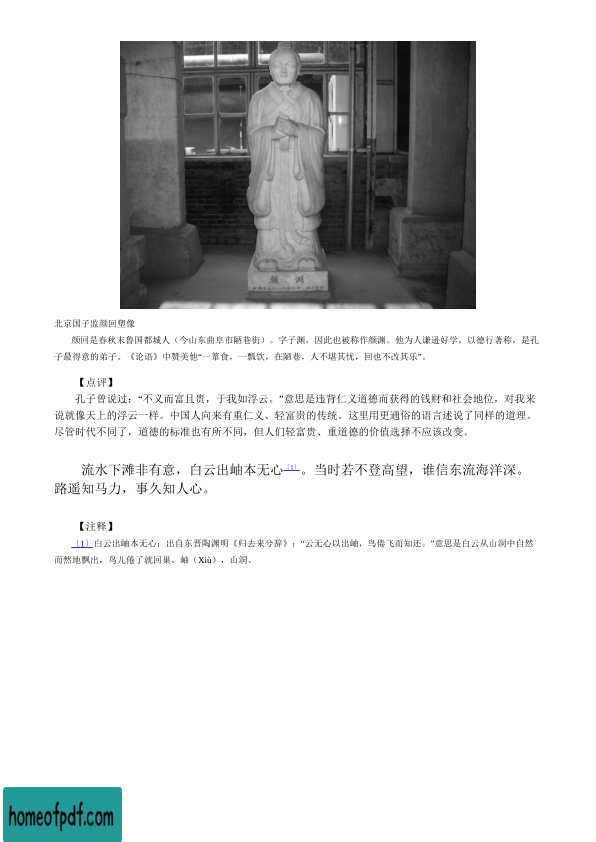 颜 渊
北京国子监颜回塑像
颜回是春秋末鲁国都城人（今山东曲阜市陋巷街）。字子渊，因此也被称作颜渊。他为人谦逊好学，以德行著称，是孔
子最得意的弟子。《论语》中赞美他“一箪食，一瓢饮，在陋巷，人不堪其忧，回也不改其乐”。
【点评】
孔子曾说过：“不义而富且贵，于我如浮云。”意思是违背仁义道德而获得的钱财和社会地位，对我来
说就像天上的浮云一样。中国人向来有重仁义、轻富贵的传统。这里用更通俗的语言述说了同样的道理。
尽管时代不同了，道德的标准也有所不同，但人们轻富贵、重道德的价值选择不应该改变。
流水下滩非有意，白云出岫本无心〔1〕。当时若不登高望，谁信东流海洋深。
路遥知马力，事久知人心。
【注释】
〔1〕白云出岫本无心：出自东晋陶渊明《归去来兮辞》：“云无心以出岫，鸟倦飞而知还。”意思是白云从山洞中自然
而然地飘出，鸟儿倦了就回巢。岫（Xiù），山洞。
homeofpdf.com